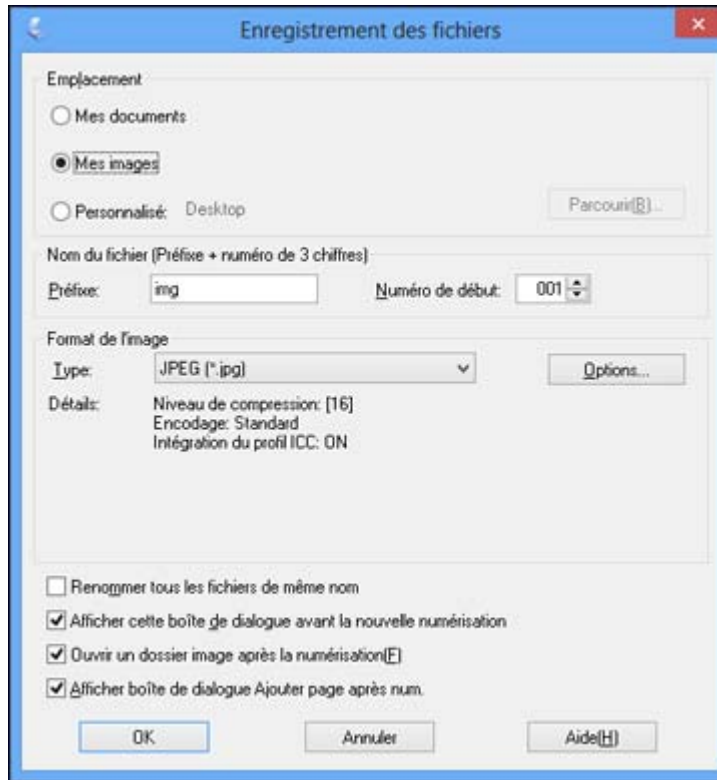 Enregistrement des fichiers
Emplacement
Mes documents
Mes images
Personnalisé: Desktop Parcourir(B)...
Nom du fichier (Préfixe + numéro de 3 chiffres)
Préfixe: img Numéro de début: 001
Format de l'image
Type: JPEG (*.jpg) Options...
Détails: Niveau de compression: [16]
Encodage: Standard
Intégration du profil ICC: ON
Renommer tous les fichiers de même nom
Afficher cette boîte de dialogue avant la nouvelle numérisation
Ouvrir un dossier image après la numérisation(F)
Afficher boîte de dialogue Ajouter page après num.
OK Annuler Aide(H)